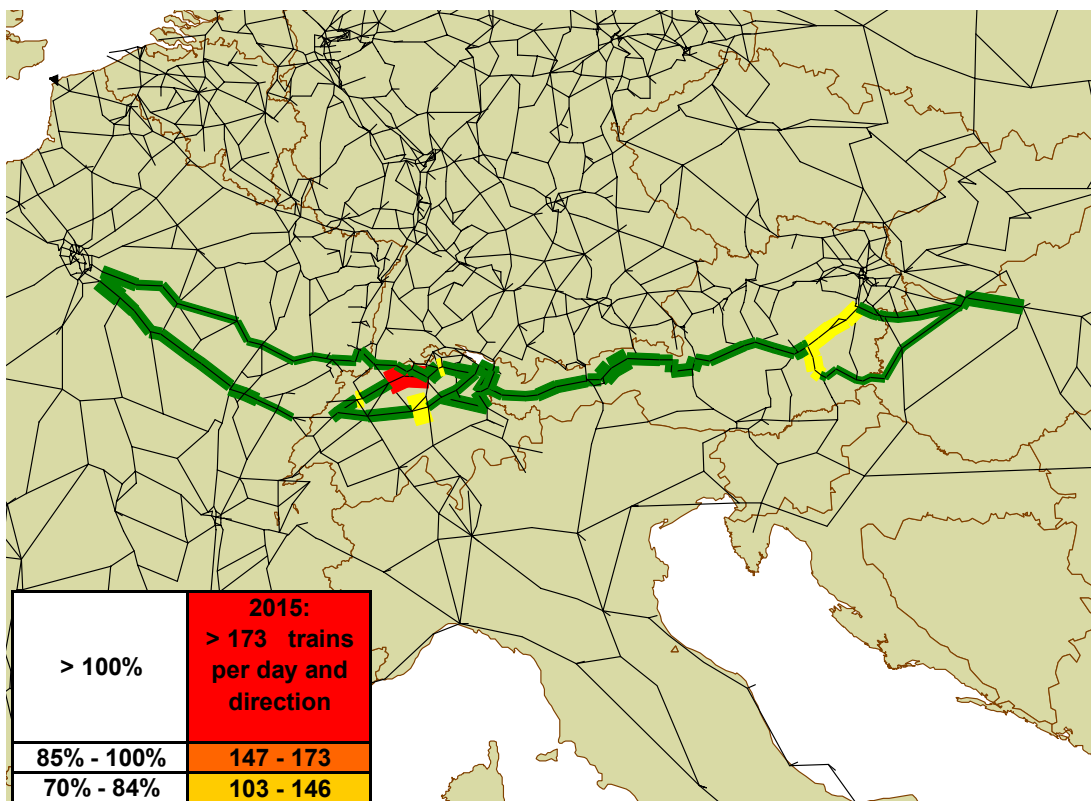 > 100%
2015:
> 173 trains
per day and
direction
85% - 100%
147 - 173
70% - 84%
103 - 146